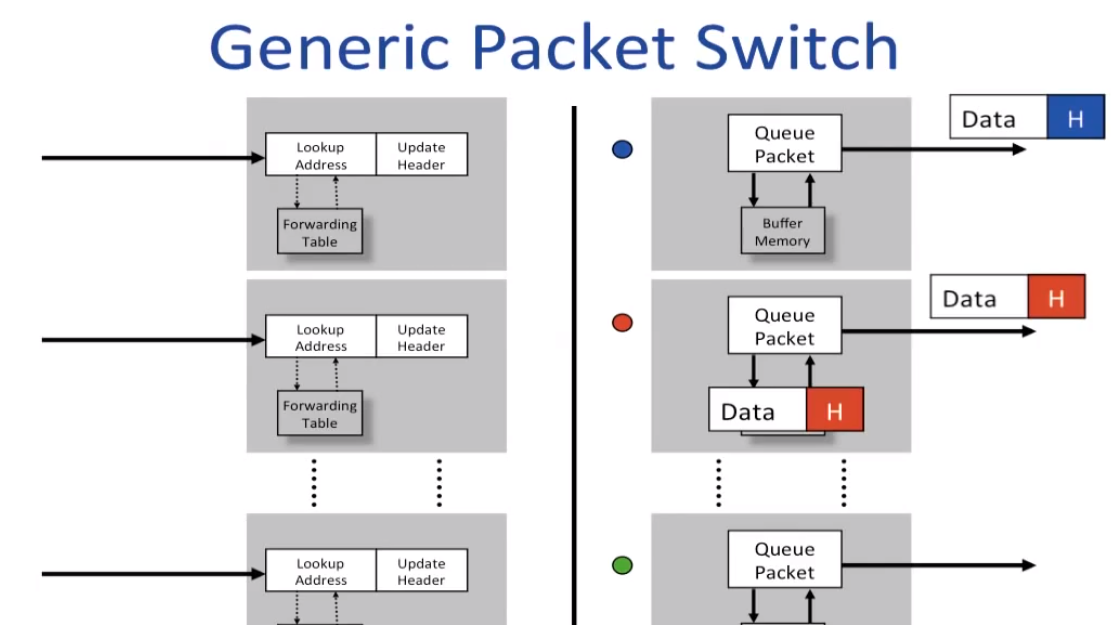 Generic Packet Switch
Data H
Lookup
Address
Update
Header
Queue
Packet
Forwarding
Table
Buffer
Memory
Data H
Lookup
Address
Update
Header
Queue
Packet
Forwarding
Table
Data H
Lookup
Address
Update
Header
Queue
Packet